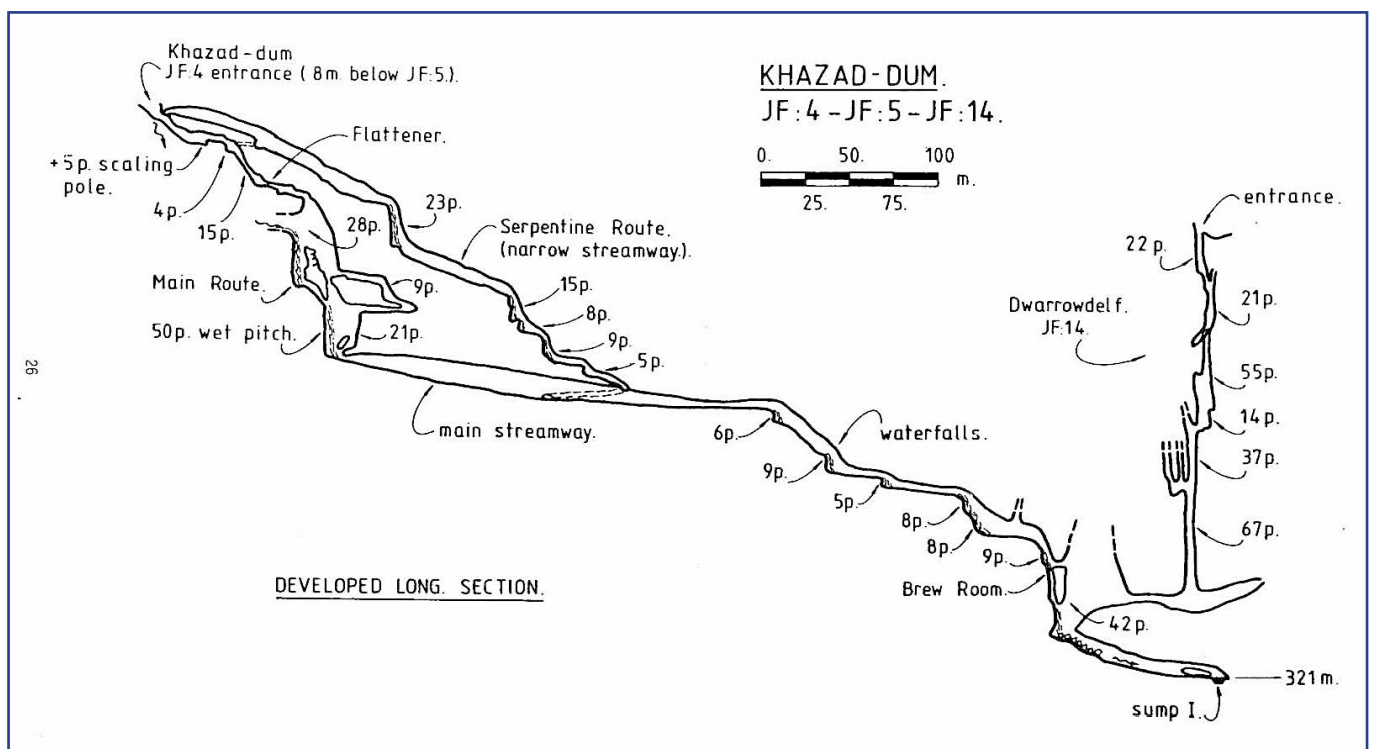 Khazad-dum
JF:4 entrance ( 8m below JF:5.).
Flattener.
+5p. scaling
pole.
4p.
15p.
28p.
23p.
Serpentine Route.
(narrow streamway.).
Main Route.
9p.
50p. wet pitch.
21p.
15p.
8p.
9p.
5p.
main streamway.
KHAZAD-DUM.
JF:4 -JF:5-JF:14.
0. 50. 100
m.
25. 75.
entrance.
22 p.
21p.
Dwarrowdelf.
JF:14.
55p.
14 p.
37p.
67p.
6p.
waterfalls.
9p.
5p.
8p.
8p.
9p.
Brew Room.
42p.
321m.
sump I.
DEVELOPED LONG. SECTION.
26